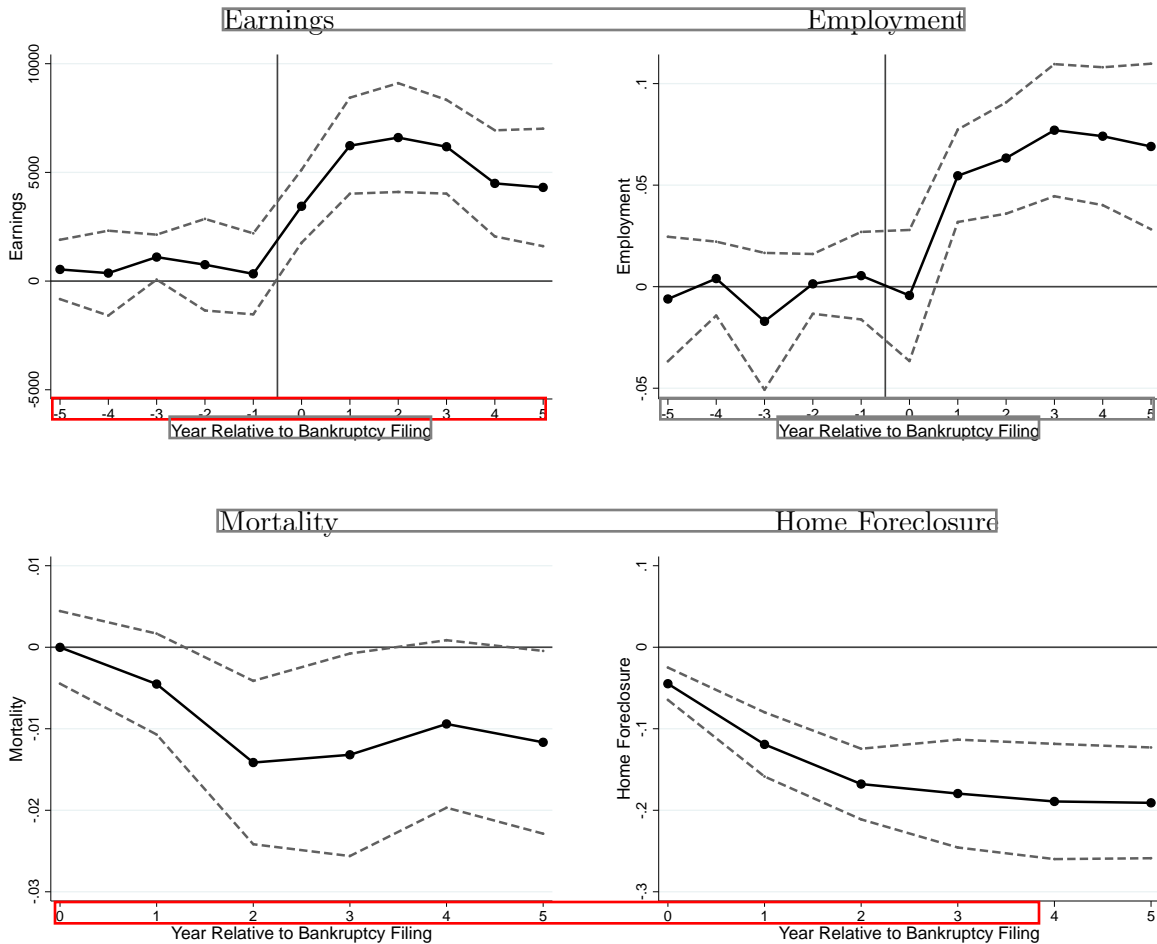 Earnings Employment
10000
5000
0
-5000
Earnings
-5 -4 -3 -2 -1 0 1 2 3 4 5
Year Relative to Bankruptcy Filing
.1
.05
0
-.05
Employment
-5 -4 -3 -2 -1 0 1 2 3 4 5
Year Relative to Bankruptcy Filing
Mortality Home Foreclosure
.01
0
-.01
-.02
-.03
Mortality
0 1 2 3 4 5
Year Relative to Bankruptcy Filing
.1
0
-.1
-.2
-.3
Home Foreclosure
0 1 2 3 4 5
Year Relative to Bankruptcy Filing